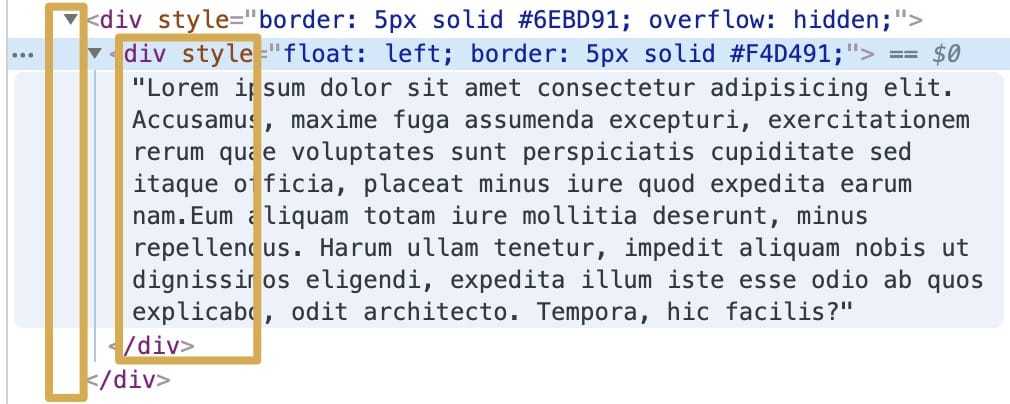 ▼<div style="border: 5px solid #6EBD91; overflow: hidden;">
… ▼ <div style="float: left; border: 5px solid #F4D491;"> == $0
"Lorem ipsum dolor sit amet consectetur adipisicing elit.
Accusamus, maxime fuga assumenda excepturi, exercitationem
rerum quae voluptates sunt perspiciatis cupiditate sed
itaque officia, placeat minus iure quod expedita earum
nam.Eum aliquam totam iure mollitia deserunt, minus
repellendus. Harum ullam tenetur, impedit aliquam nobis ut
dignissimos eligendi, expedita illum iste esse odio ab quos
explicabo, odit architecto. Tempora, hic facilis?"
</div>
</div>